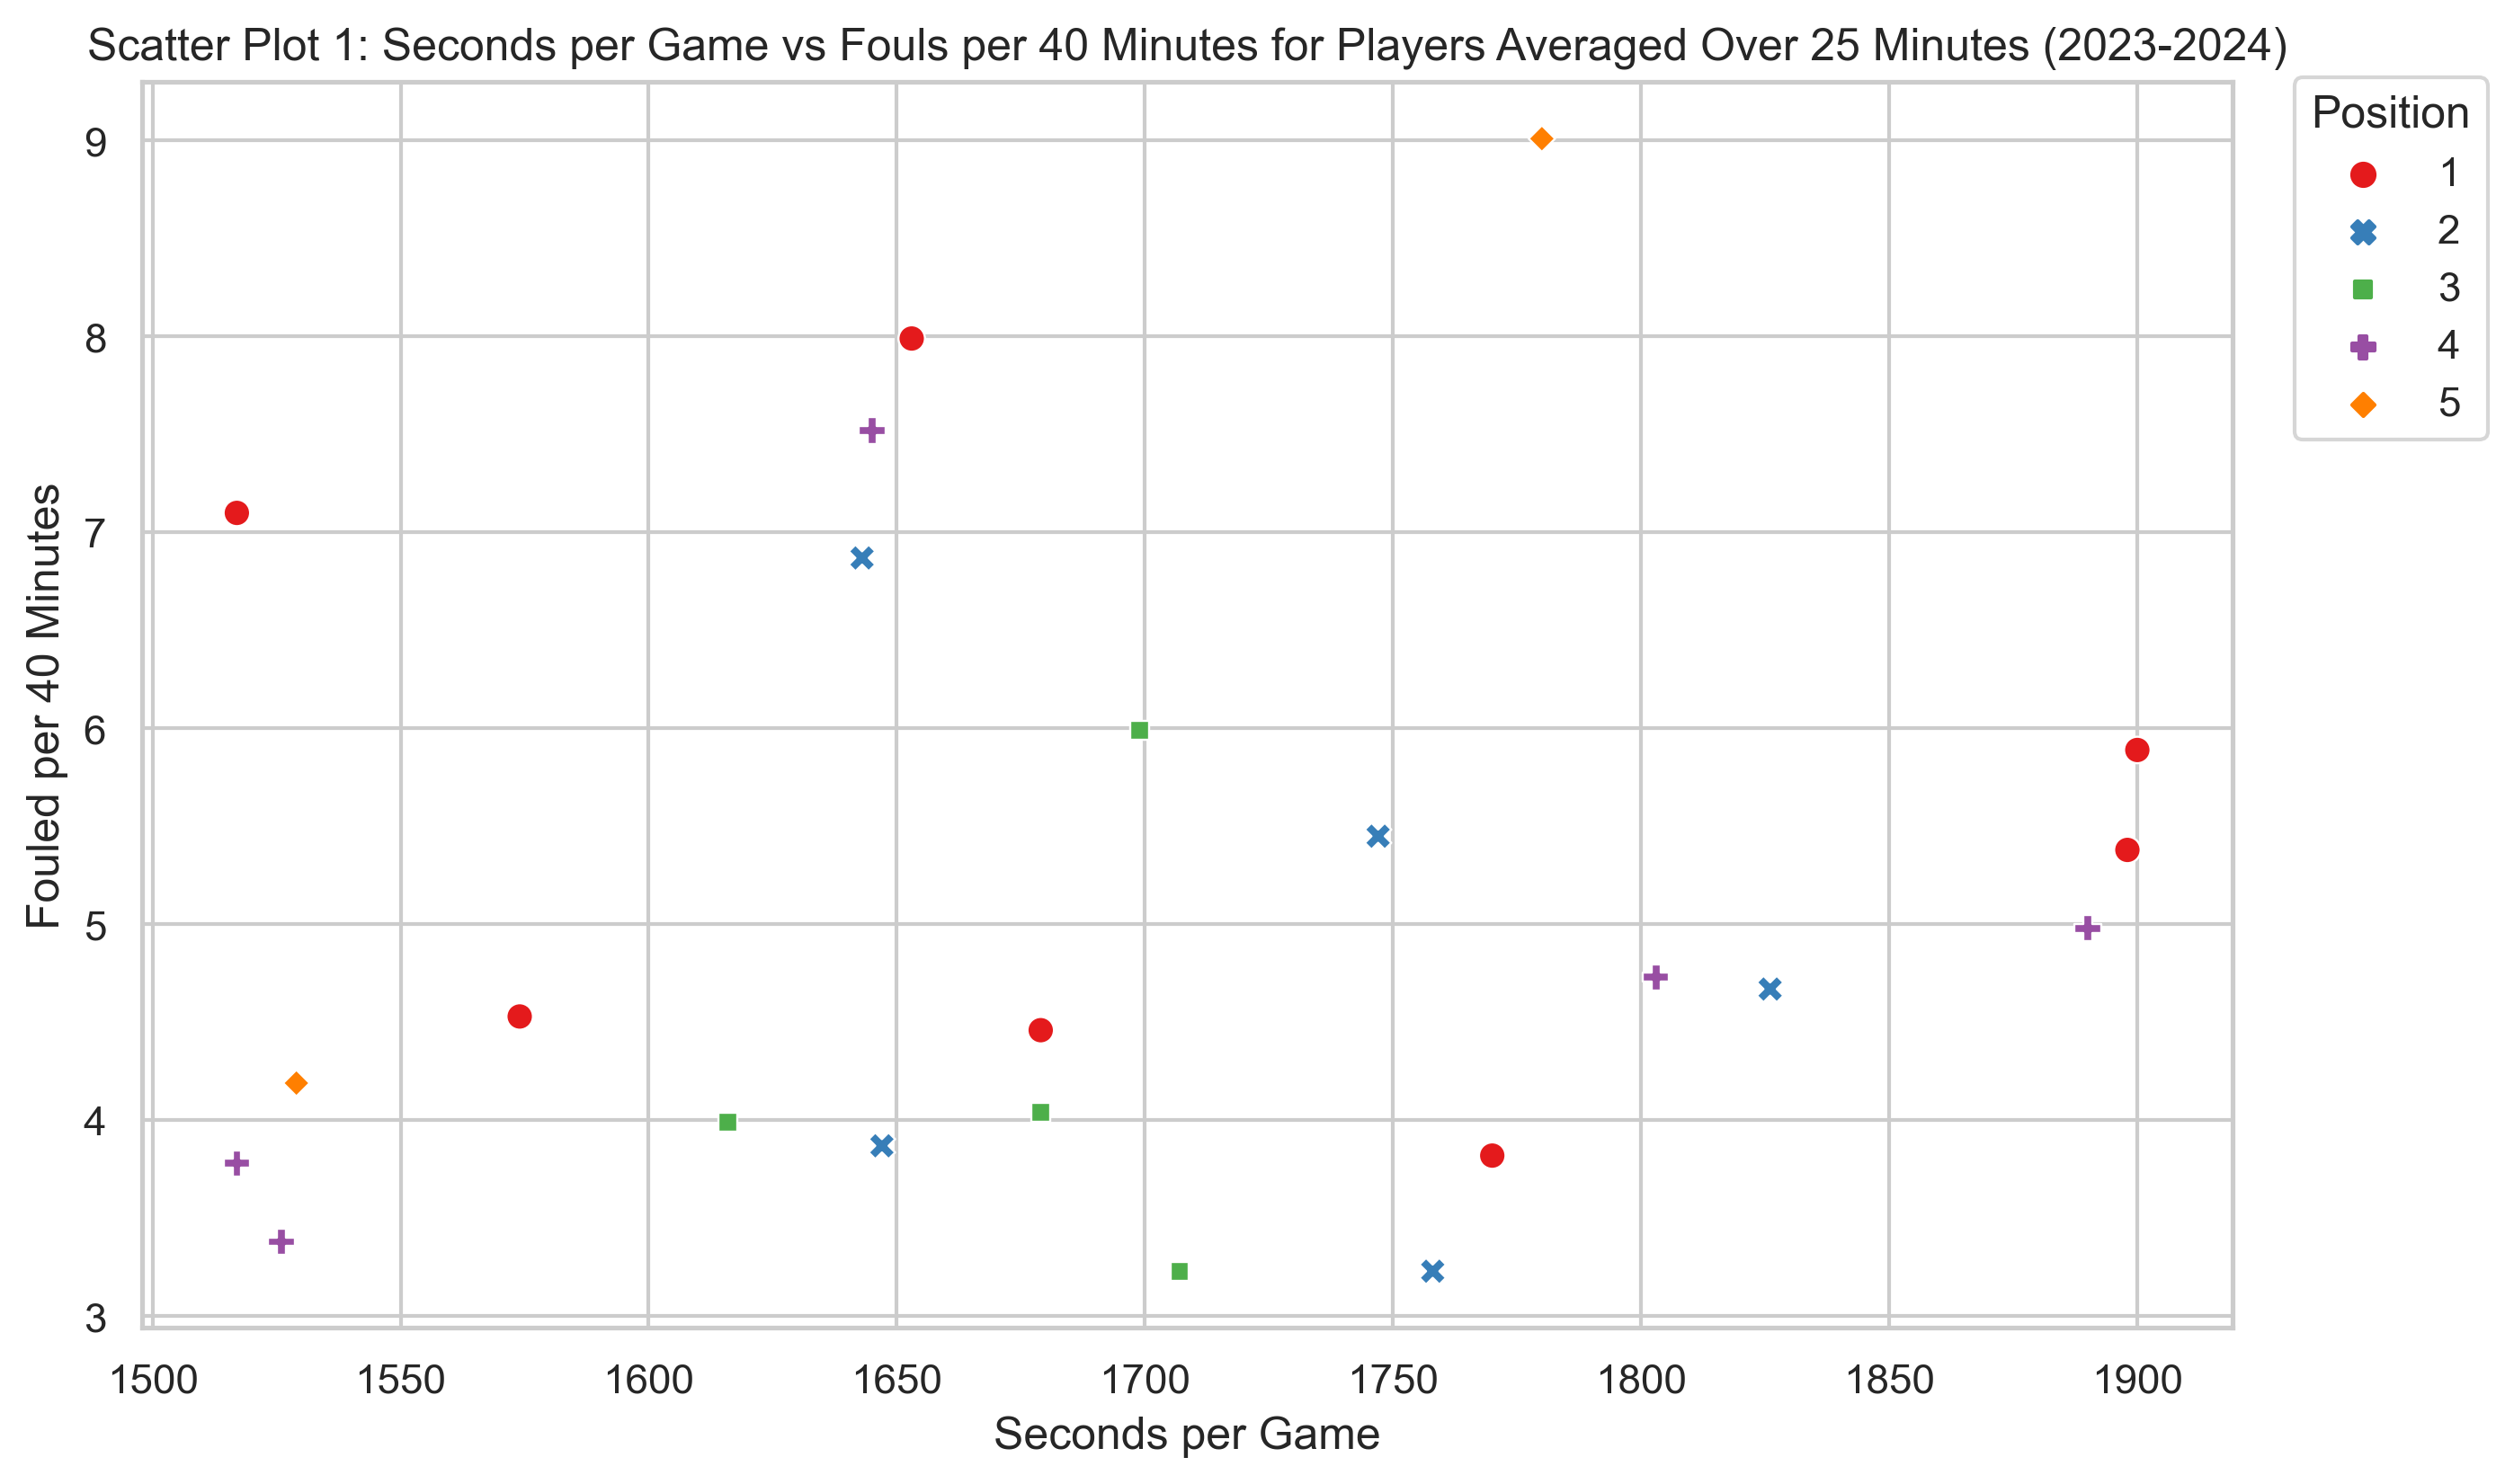 Scatter Plot 1: Seconds per Game vs Fouls per 40 Minutes for Players Averaged Over 25 Minutes (2023-2024)
Position
1
2
3
4
5
Fouled per 40 Minutes
9
8
7
6
5
4
3
1500 1550 1600 1650 1700 1750 1800 1850 1900
Seconds per Game